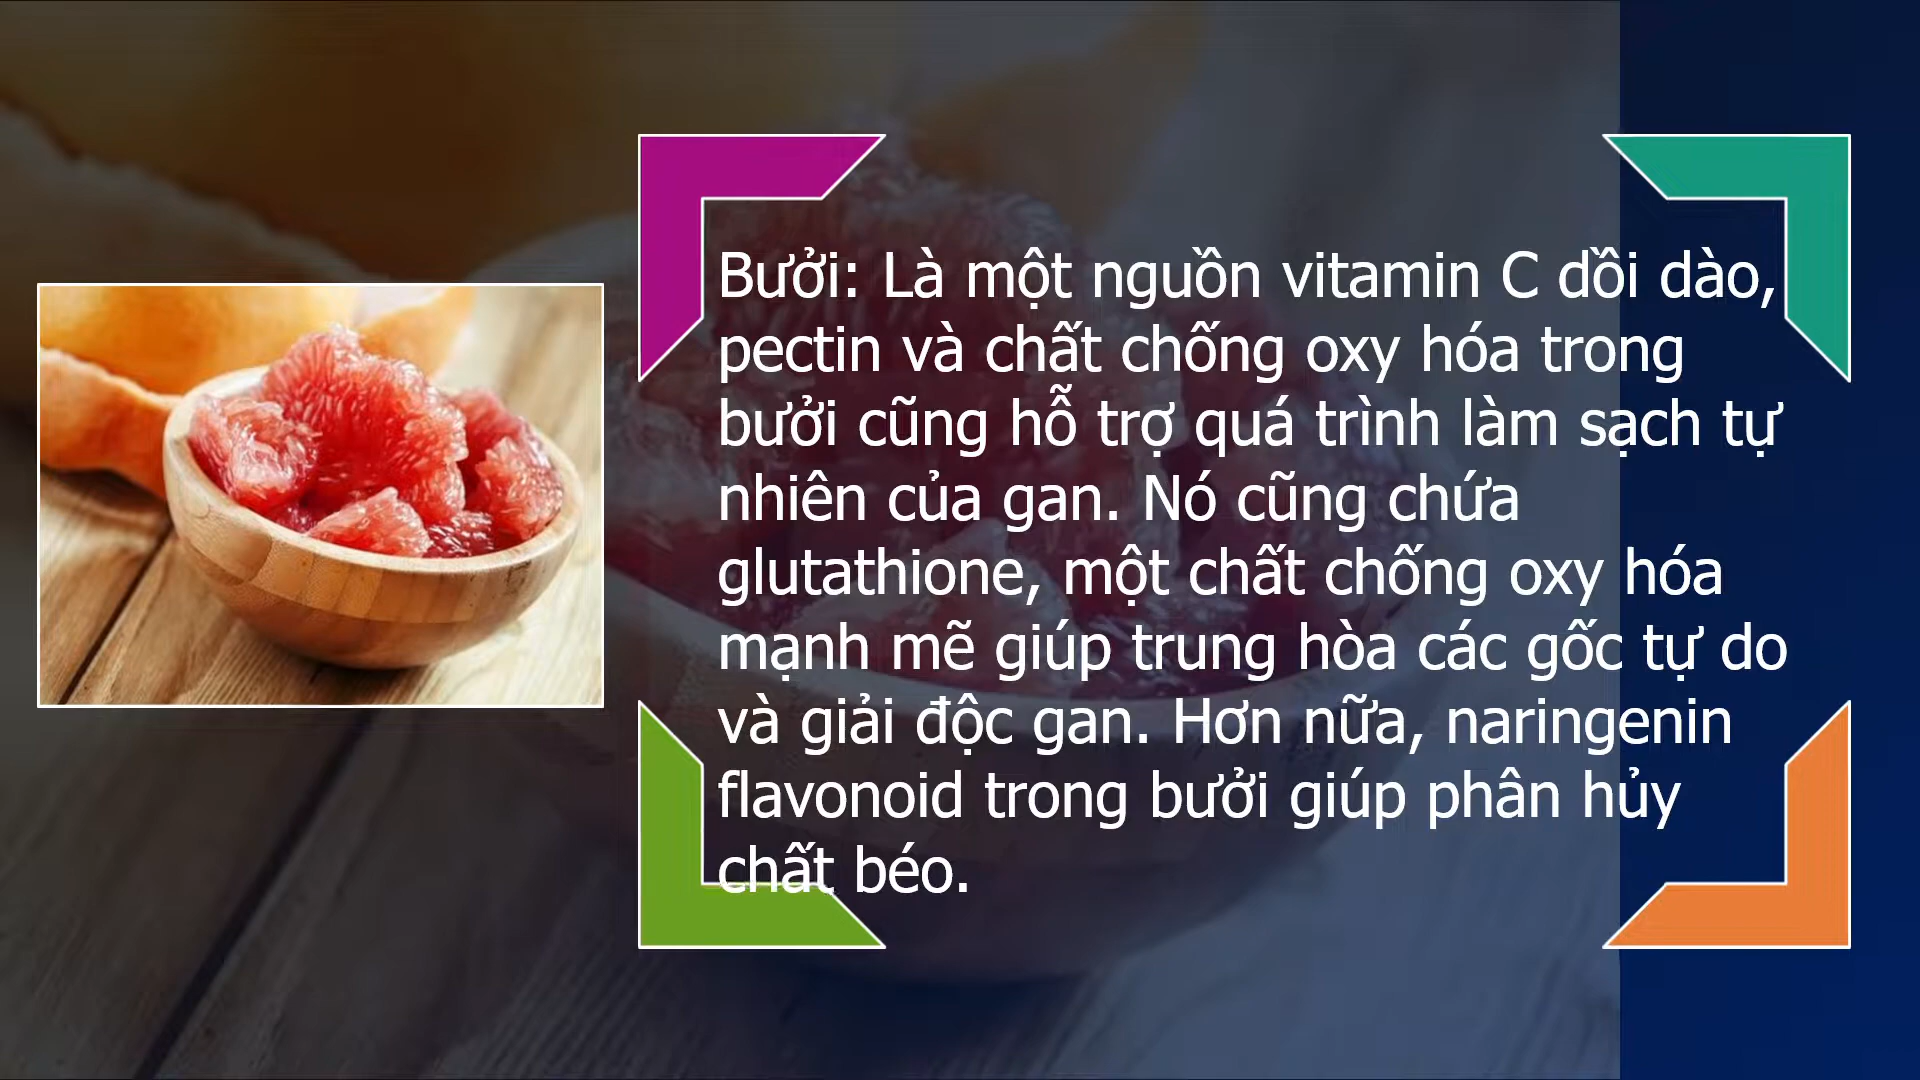 Bưởi: Là một nguồn vitamin C dồi dào,
pectin và chất chống oxy hóa trong
bưởi cũng hỗ trợ quá trình làm sạch tự
nhiên của gan. Nó cũng chứa
glutathione, một chất chống oxy hóa
mạnh mẽ giúp trung hòa các gốc tự do
và giải độc gan. Hơn nữa, naringenin
flavonoid trong bưởi giúp phân hủy
chất béo.